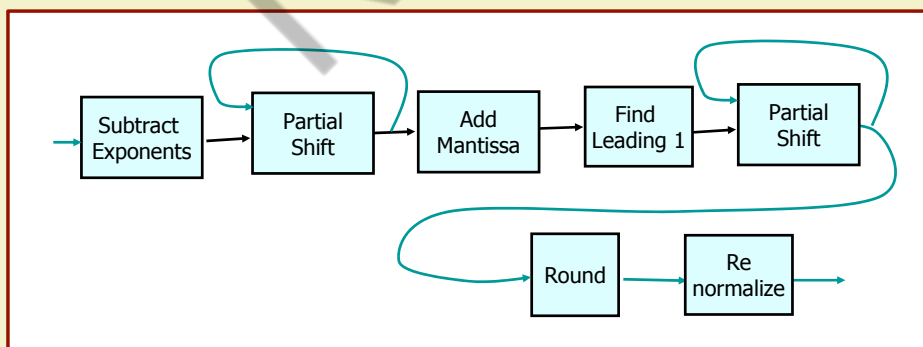 Subtract
Exponents
Partial
Shift
Add
Mantissa
Find
Leading 1
Partial
Shift
Round
Re
normalize